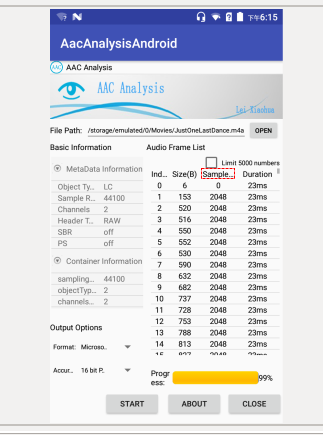 下午6:15
AacAnalysisAndroid
AAC AAC Analysis
AAC Analysis
Lei Xiaohua
File Path: /storage/emulated/0/Movies/JustOneLastDance.m4a OPEN
Basic Information Audio Frame List
Limit 5000 numbers
MetaData Information
Ind... Size(B) Sample... Duration
Object Ty... LC
Sample R... 44100
Channels 2
Header T... RAW
SBR off
PS off
Container Information
sampling... 44100
objectTyp... 2
channels... 2
0 6 0 23ms
1 153 2048 23ms
2 520 2048 23ms
3 516 2048 23ms
4 550 2048 23ms
5 552 2048 23ms
6 530 2048 23ms
7 590 2048 23ms
8 632 2048 23ms
9 682 2048 23ms
10 737 2048 23ms
11 728 2048 23ms
12 753 2048 23ms
13 788 2048 23ms
14 813 2048 23ms
15 827 2048 23ms
Output Options
Format: Microso..
Accur... 16 bit P..
Progress: 99%
START ABOUT CLOSE